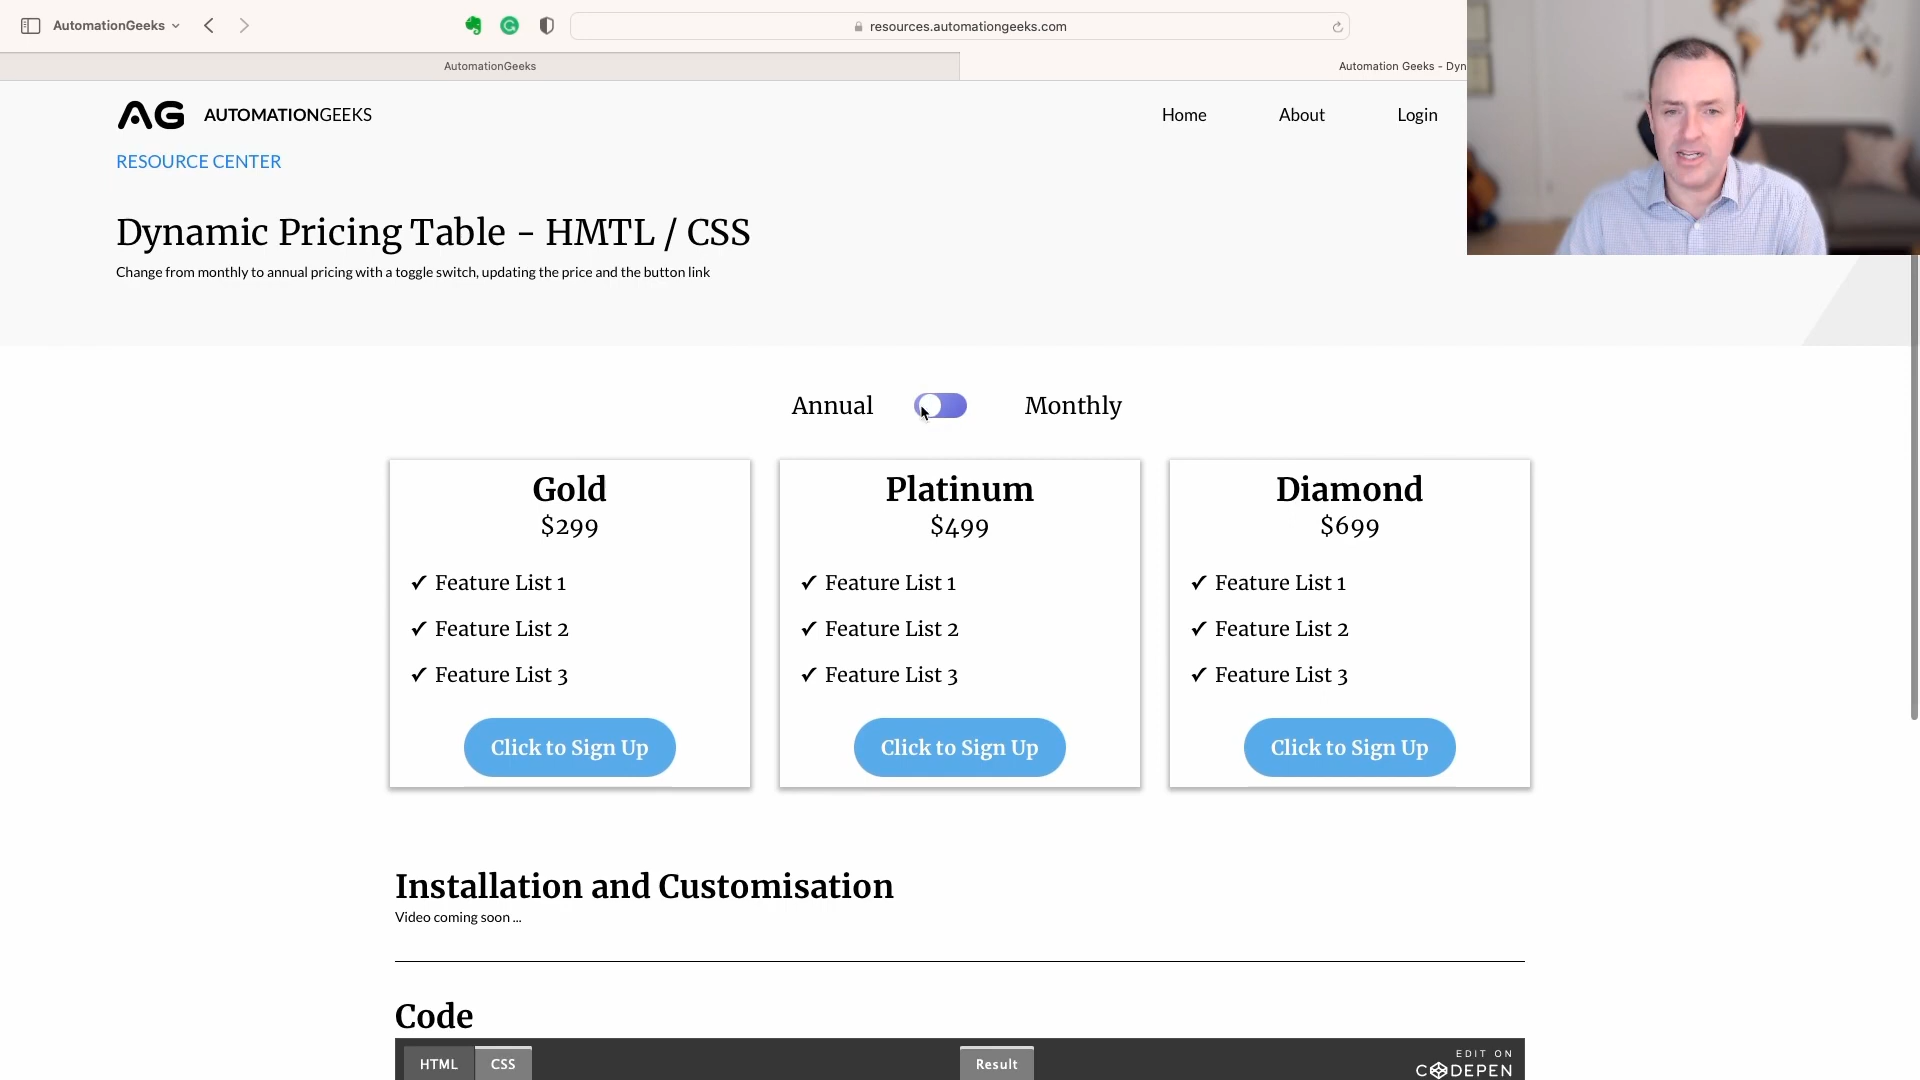 AutomationGeeks
resources.automationgeeks.com
AutomationGeeks
Automation Geeks - Dyn
AG AUTOMATIONGEEKS
Home About Login
RESOURCE CENTER
Dynamic Pricing Table - HMTL / CSS
Change from monthly to annual pricing with a toggle switch, updating the price and the button link
Annual Monthly
Gold
$299
✓ Feature List 1
✓ Feature List 2
✓ Feature List 3
Click to Sign Up
Platinum
$499
✓ Feature List 1
✓ Feature List 2
✓ Feature List 3
Click to Sign Up
Diamond
$699
✓ Feature List 1
✓ Feature List 2
✓ Feature List 3
Click to Sign Up
Installation and Customisation
Video coming soon ...
Code
HTML CSS Result
EDIT ON
CODEPEN